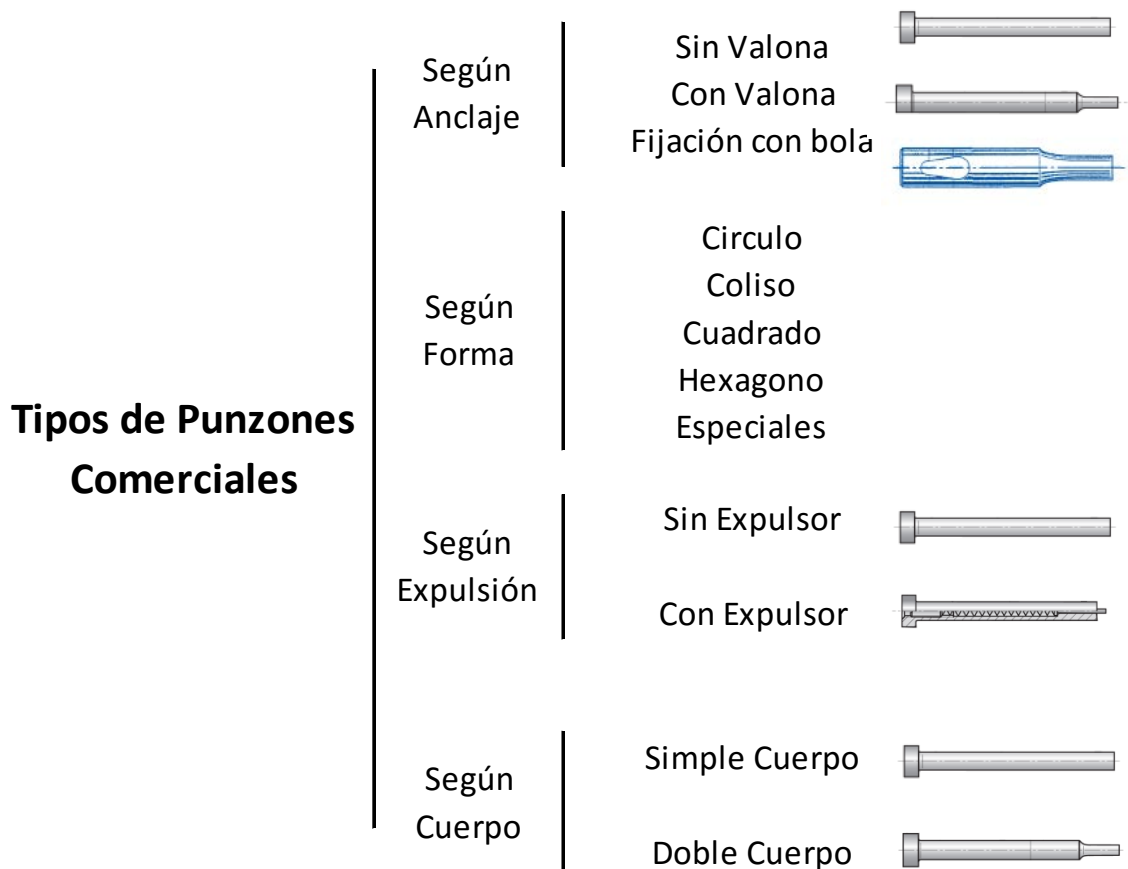 Tipos de Punzones
Comerciales
Según
Anclaje
Sin Valona
Con Valona
Fijación con bola
Según
Forma
Circulo
Coliso
Cuadrado
Hexagono
Especiales
Según
Expulsión
Sin Expulsor
Con Expulsor
Según
Cuerpo
Simple Cuerpo
Doble Cuerpo